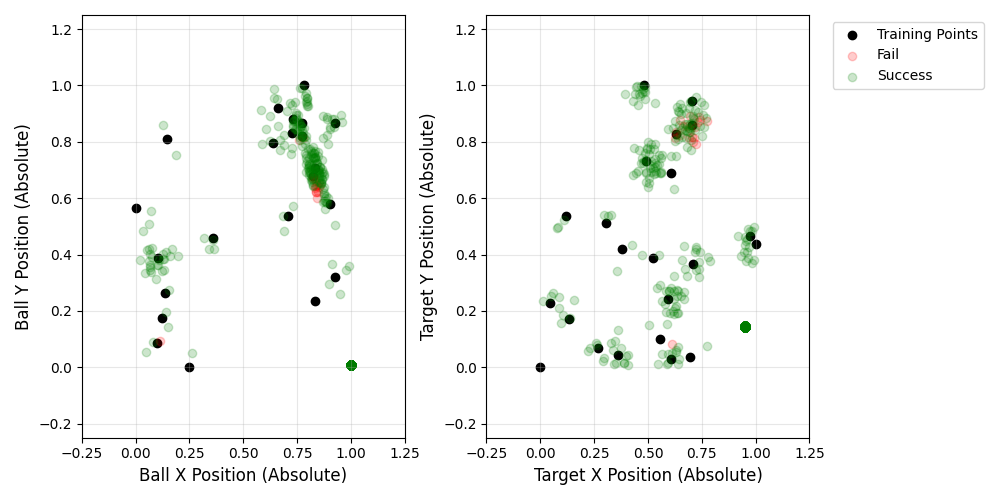 1.2
1.0
0.8
0.6
0.4
0.2
0.0
−0.2
Ball Y Position (Absolute)
−0.25 0.00 0.25 0.50 0.75 1.00 1.25
Ball X Position (Absolute)
1.2
1.0
0.8
0.6
0.4
0.2
0.0
−0.2
Target Y Position (Absolute)
−0.25 0.00 0.25 0.50 0.75 1.00 1.25
Target X Position (Absolute)
Training Points
Fail
Success